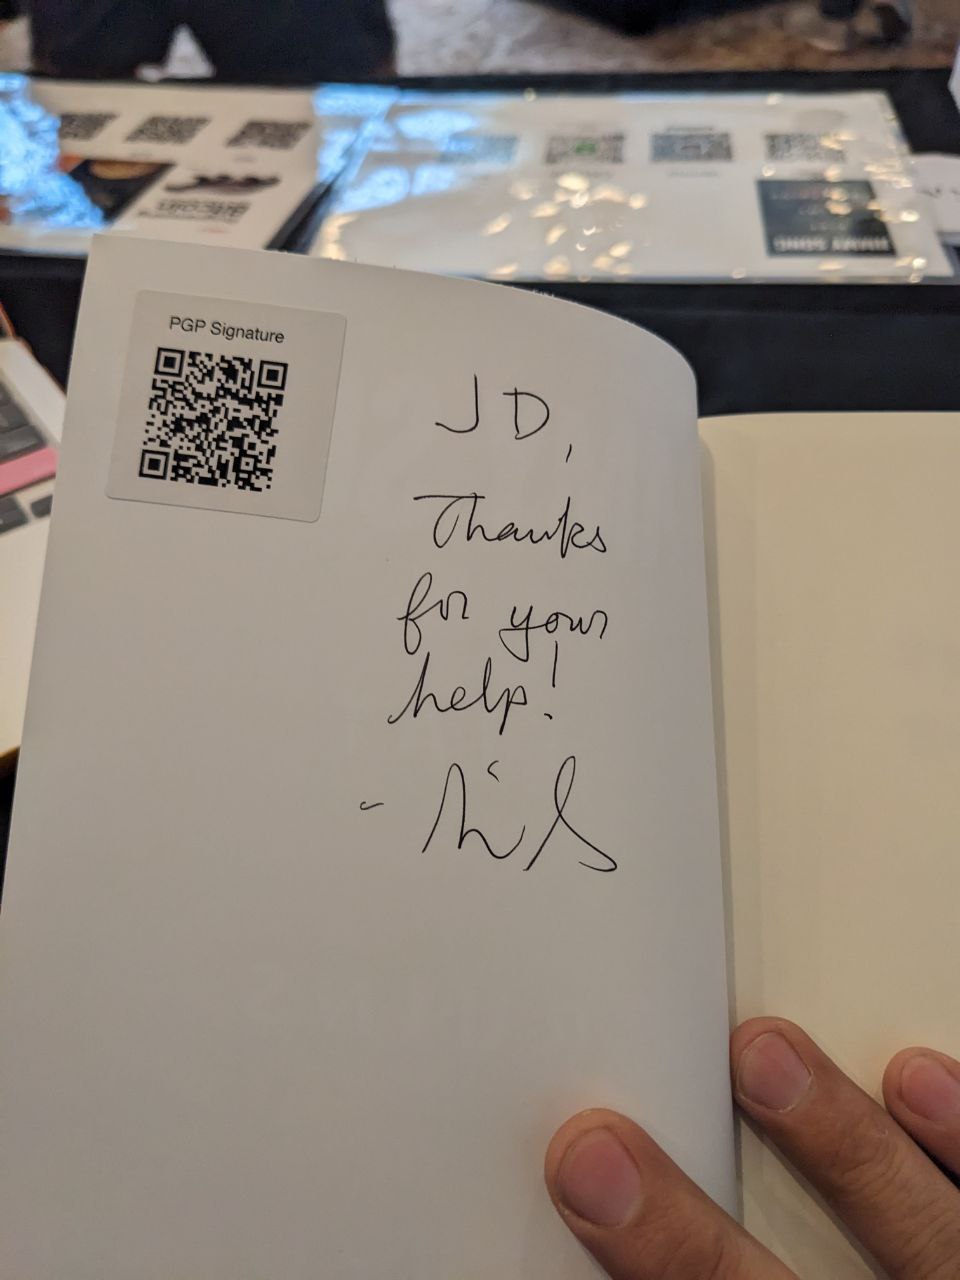 PGP Signature
JD,
Thanks
for your
help!